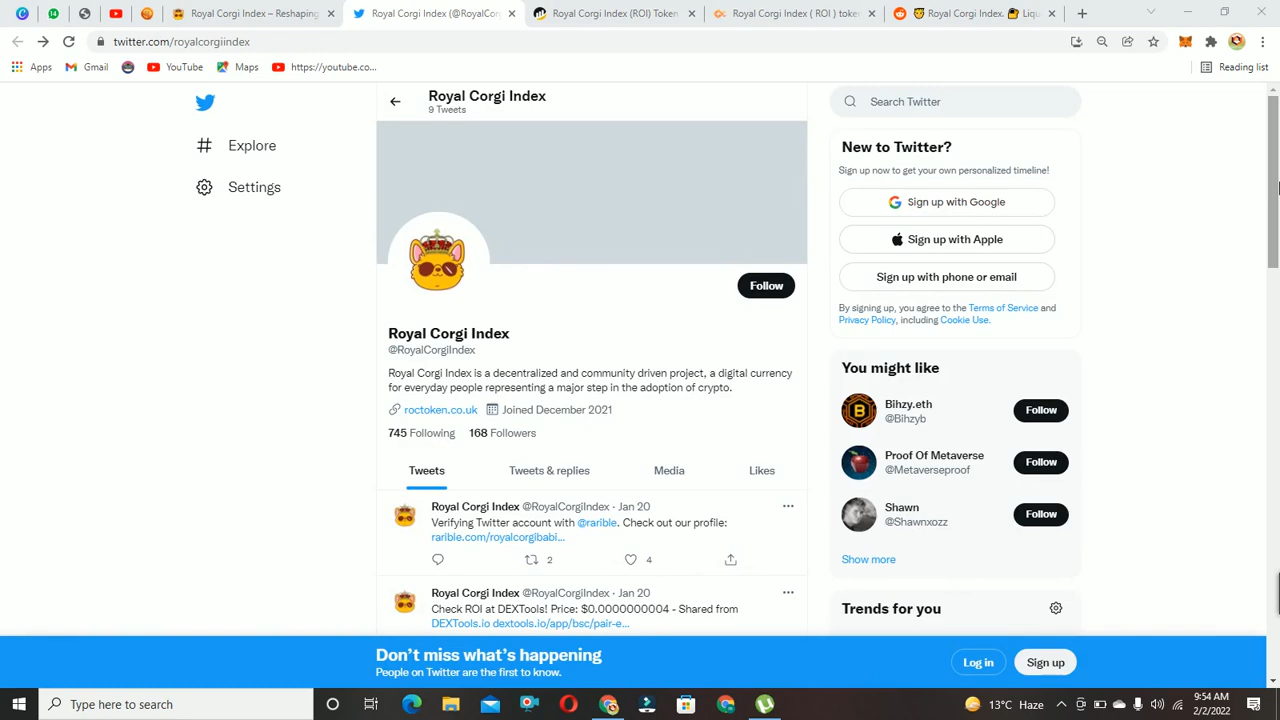 Royal Corgi Index – Reshaping
Royal Corgi Index (@RoyalCorg
Royal Corgi Index (ROI) Token
Royal Corgi Index ( ROI ) toke
Royal Corgi Index.
Liqu
twitter.com/royalcorgiindex
Apps
Gmail
YouTube
Maps
https://youtube.co...
Reading list
Royal Corgi Index
9 Tweets
Search Twitter
Explore
Settings
New to Twitter?
Sign up now to get your own personalized timeline!
Sign up with Google
Sign up with Apple
Sign up with phone or email
By signing up, you agree to the Terms of Service and
Privacy Policy, including Cookie Use.
Follow
Royal Corgi Index
@RoyalCorgiIndex
Royal Corgi Index is a decentralized and community driven project, a digital currency
for everyday people representing a major step in the adoption of crypto.
roctoken.co.uk Joined December 2021
745 Following 168 Followers
Tweets Tweets & replies Media Likes
Royal Corgi Index @RoyalCorgiIndex · Jan 20
Verifying Twitter account with @rarible. Check out our profile:
rarible.com/royalcorgibabi...
2 4
Royal Corgi Index @RoyalCorgiIndex · Jan 20
Check ROI at DEXTools! Price: $0.0000000004 - Shared from
DEXTools.io dextools.io/app/bsc/pair-e...
You might like
Bihzy.eth
@Bihzyb
Follow
Proof Of Metaverse
@Metaverseproof
Follow
Shawn
@Shawnxozz
Follow
Show more
Trends for you
Don't miss what's happening
People on Twitter are the first to know.
Log in
Sign up
Type here to search
13°C Haze
9:54 AM
2/2/2022